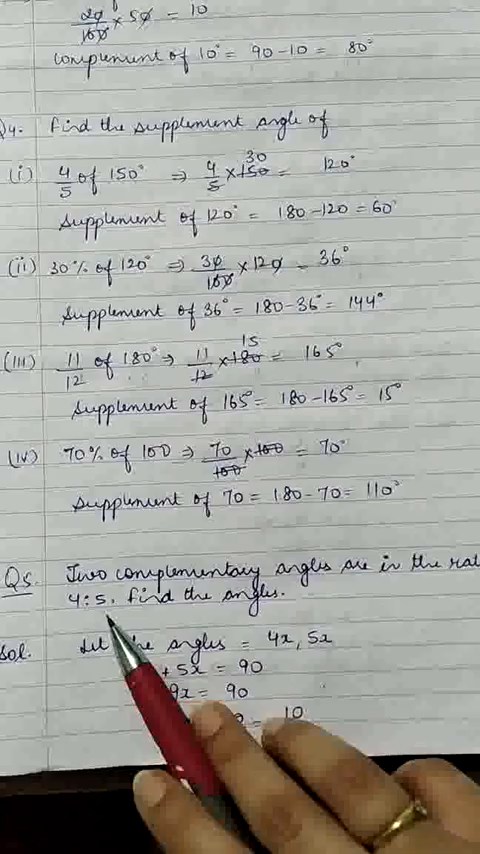 20/100 × 50 = 10
Complement of 10° = 90-10 = 80°
Q4. Find the supplement angle of
(i) 4/5 of 150° ⇒ 4/5 × 150 = 120°
30
Supplement of 120° = 180-120 = 60°
(ii) 30% of 120° ⇒ 30/100 × 120 = 36°
Supplement of 36° = 180-36° = 144°
(iii) 11/12 of 180° ⇒ 11/12 × 180 = 165°
15
Supplement of 165° = 180-165° = 15°
(iv) 70% of 100 ⇒ 70/100 × 100 = 70°
Supplement of 70 = 180-70 = 110°
Q5. Two complementary angles are in the
4:5. Find the angles.
Sol. Let the angles = 4x, 5x
+ 5x = 90
9x = 90
= 10